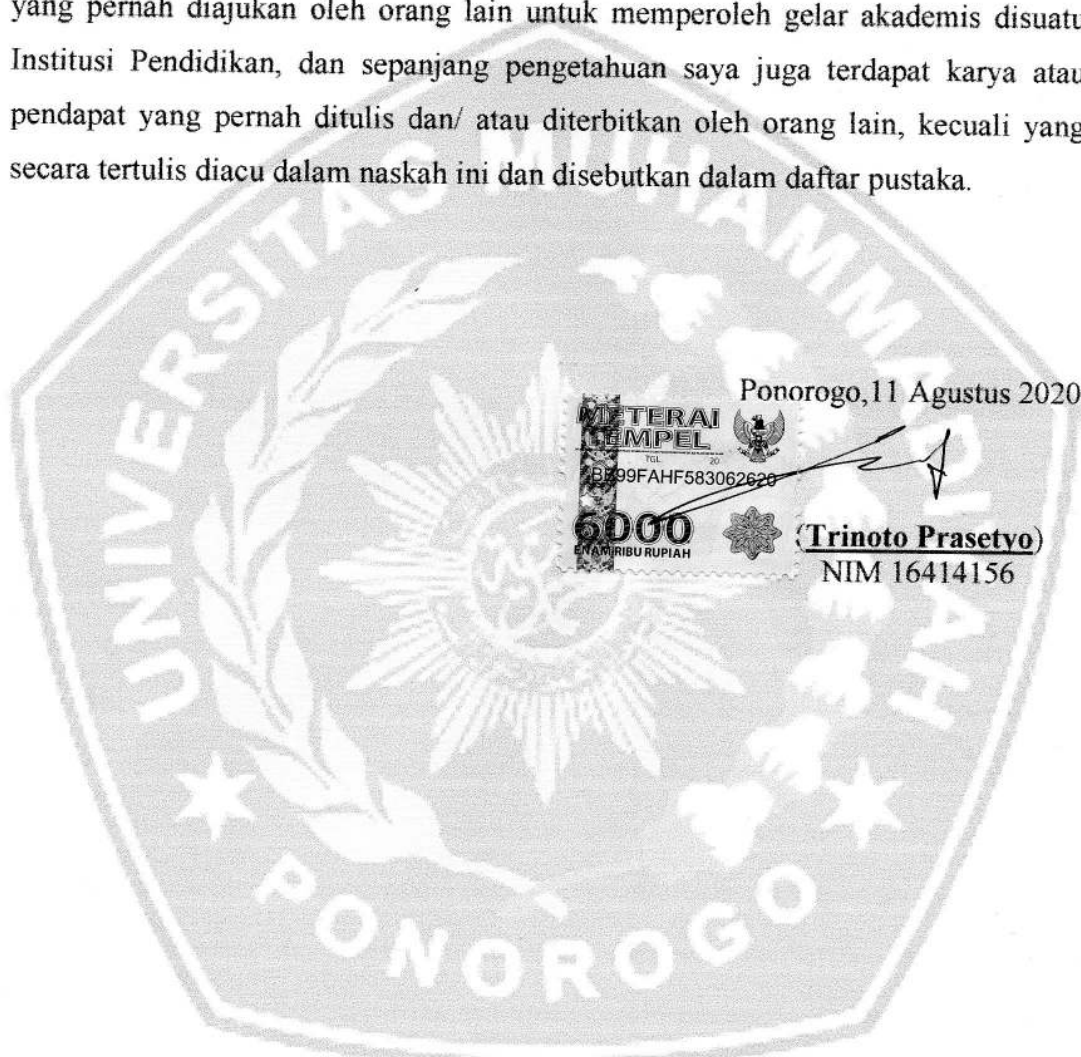 yang pernah diajukan oleh orang lain untuk memperoleh gelar akademis disuatu
Institusi Pendidikan, dan sepanjang pengetahuan saya juga terdapat karya atau
pendapat yang pernah ditulis dan/ atau diterbitkan oleh orang lain, kecuali yang
secara tertulis diacu dalam naskah ini dan disebutkan dalam daftar pustaka.
UNIVERSITAS MUHAMMADIYAH
PONOROGO
Ponorogo,11 Agustus 2020
METERAI
TEMPEL
TGL 20
FAHF583062620
6000
ENAM RIBU RUPIAH
(Trinoto Prasetyo)
NIM 16414156